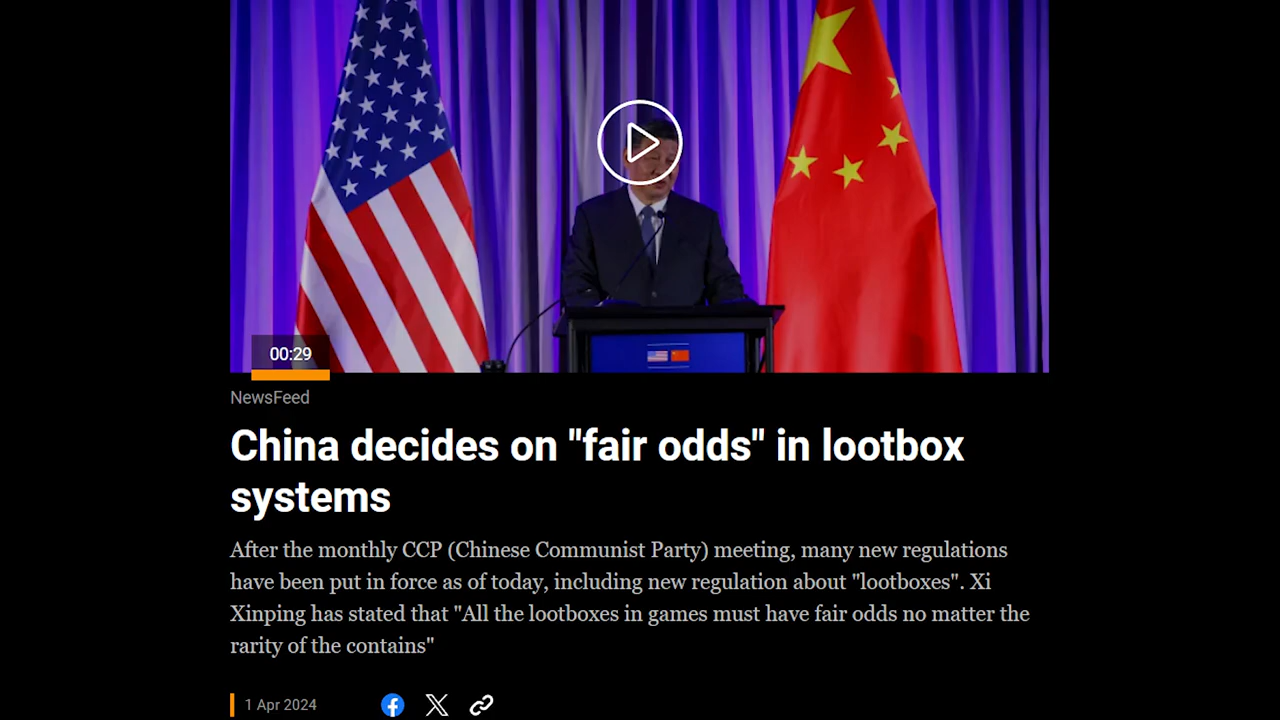 00:29
NewsFeed
China decides on "fair odds" in lootbox
systems
After the monthly CCP (Chinese Communist Party) meeting, many new regulations
have been put in force as of today, including new regulation about "lootboxes". Xi
Xinping has stated that "All the lootboxes in games must have fair odds no matter the
rarity of the contains"
1 Apr 2024